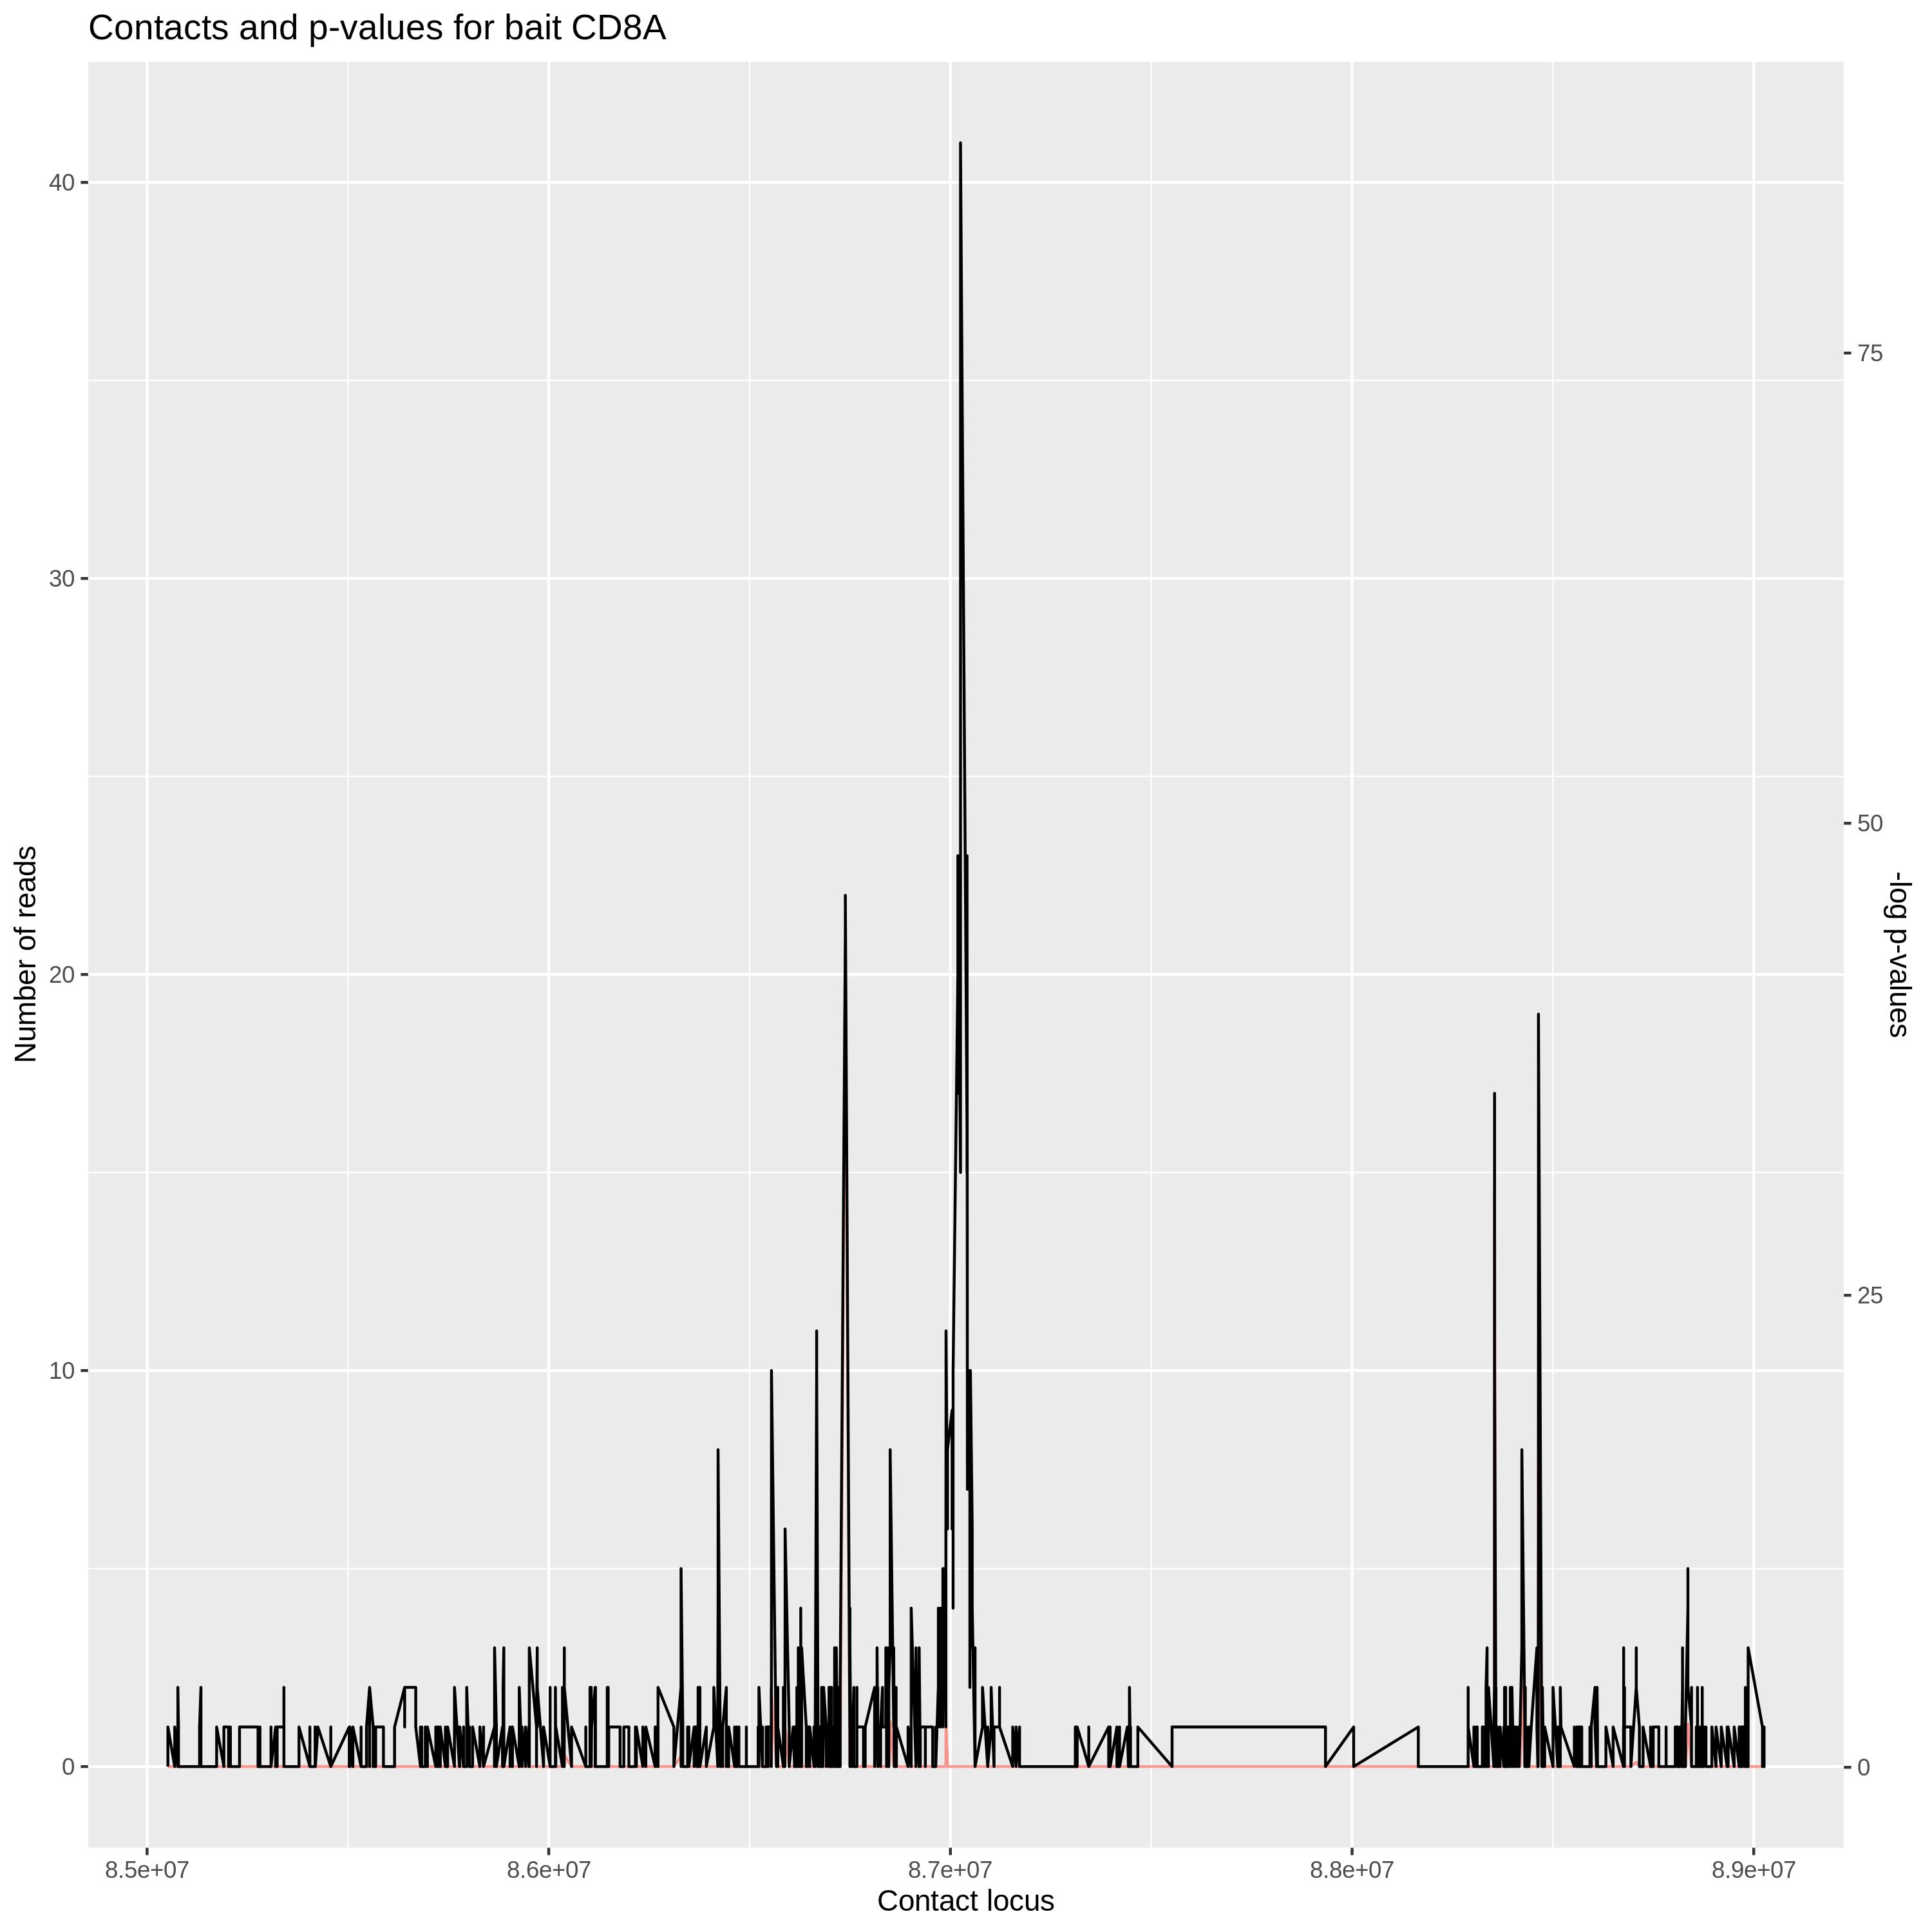 Contacts and p-values for bait CD8A
Number of reads
40
30
20
10
0
75
50
25
0
-log p-values
8.5e+07 8.6e+07 8.7e+07 8.8e+07 8.9e+07
Contact locus